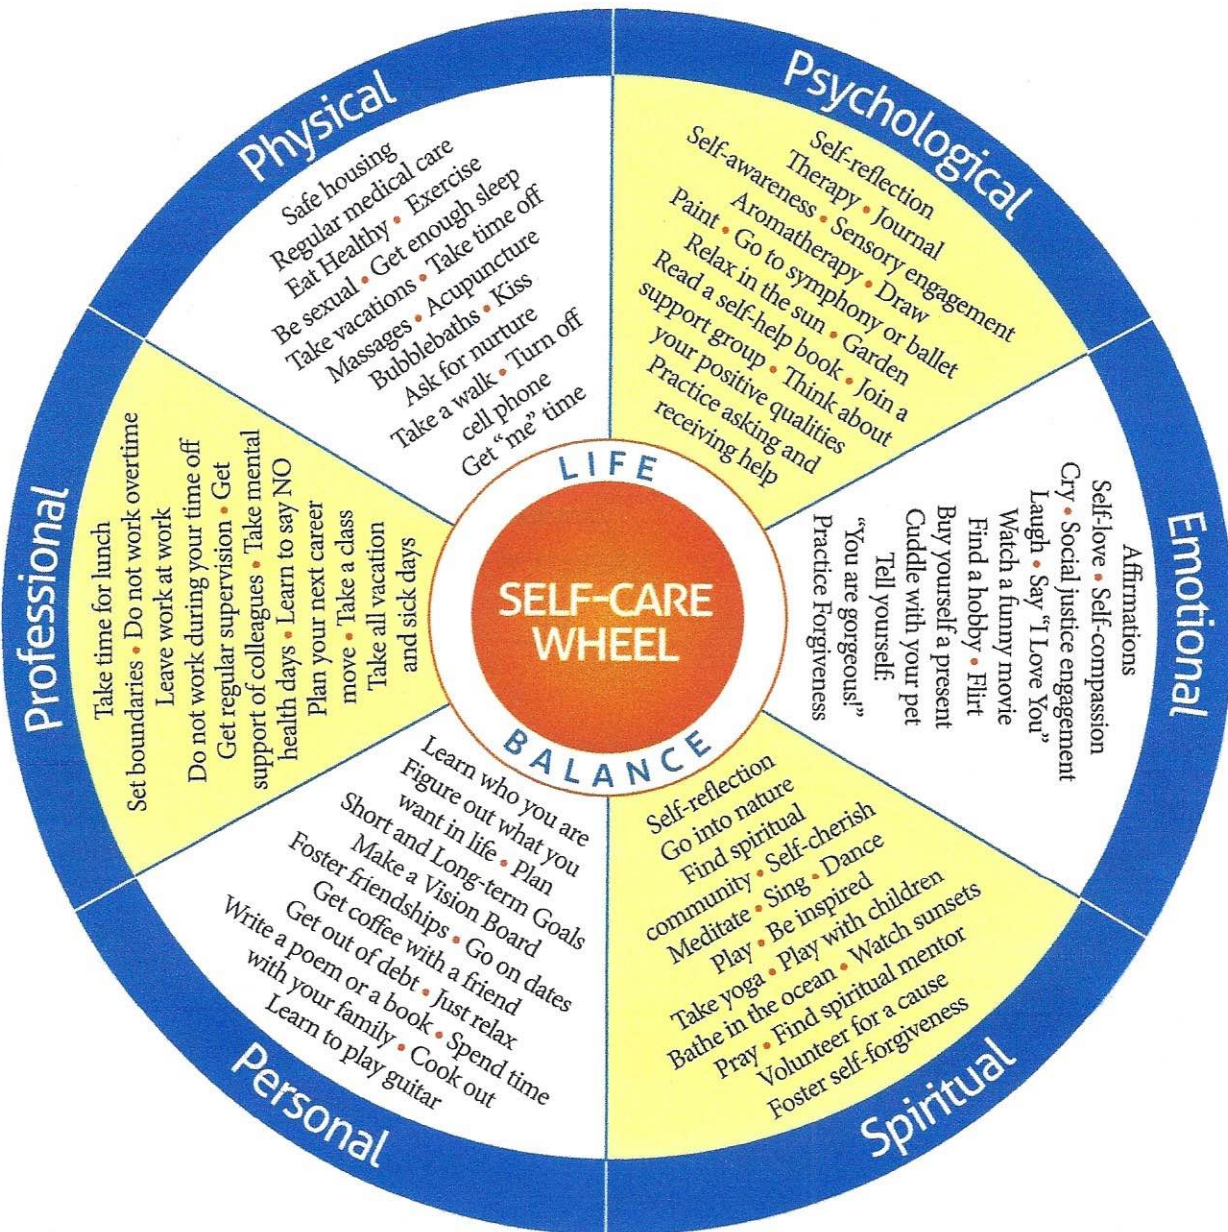 Physical
Safe housing
Regular medical care
Eat Healthy • Exercise
Be sexual • Get enough sleep
Take vacations • Take time off
Massages • Acupuncture
Bubblebaths • Kiss
Ask for nurture
Take a walk • Turn off
cell phone
Get “me” time
Psychological
Self-reflection
Therapy • Journal
Self-awareness • Sensory engagement
Aromatherapy • Draw
Paint • Go to symphony or ballet
Relax in the sun • Garden
Read a self-help book • Join a
support group • Think about
your positive qualities
Practice asking and
receiving help
Emotional
Affirmations
Self-love • Self-compassion
Cry • Social justice engagement
Laugh • Say “I Love You”
Watch a funny movie
Find a hobby • Flirt
Buy yourself a present
Cuddle with your pet
Tell yourself:
“You are gorgeous!”
Practice Forgiveness
Spiritual
Self-reflection
Go into nature
Find spiritual
community • Self-cherish
Meditate • Sing • Dance
Play • Be inspired
Take yoga • Play with children
Bathe in the ocean • Watch sunsets
Pray • Find spiritual mentor
Volunteer for a cause
Foster self-forgiveness
Personal
Learn who you are
Figure out what you
want in life • Plan
Short and Long-term Goals
Make a Vision Board
Foster friendships • Go on dates
Get coffee with a friend
Get out of debt • Just relax
Write a poem or a book • Spend time
with your family • Cook out
Learn to play guitar
Professional
Take time for lunch
Set boundaries • Do not work overtime
Leave work at work
Do not work during your time off
Get regular supervision • Get
support of colleagues • Take mental
health days • Learn to say NO
Plan your next career
move • Take a class
Take all vacation
and sick days
LIFE
SELF-CARE
WHEEL
BALANCE